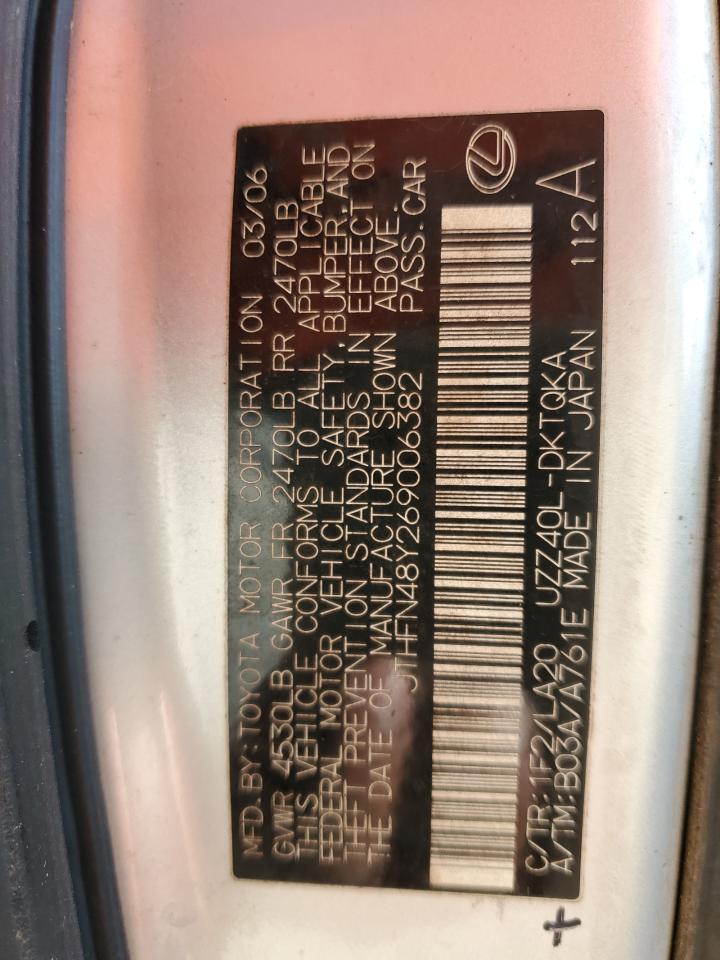 MFD.BY:TOYOTA MOTOR CORPORATION 03/06
GVWR 4530LB GAWR FR 2470LB RR 2470LB
THIS VEHICLE CONFORMS TO ALL APPLICABLE
FEDERAL MOTOR VEHICLE SAFETY,BUMPER,AND
THEFT PREVENTION STANDARDS IN EFFECT ON
THE DATE OF MANUFACTURE SHOWN ABOVE.
JTHFN48Y269006382 PASS.CAR
C/TR:1F2/LA20 UZZ40L-DKTQKA
A/TM:B03A/A761E MADE IN JAPAN 112 A